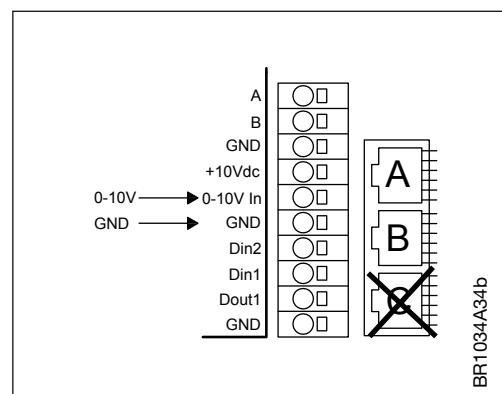 A
B
GND
+10Vdc
0-10V 0-10V In
GND GND
Din2
Din1
Dout1
GND
A
B
C
BR1034A34b